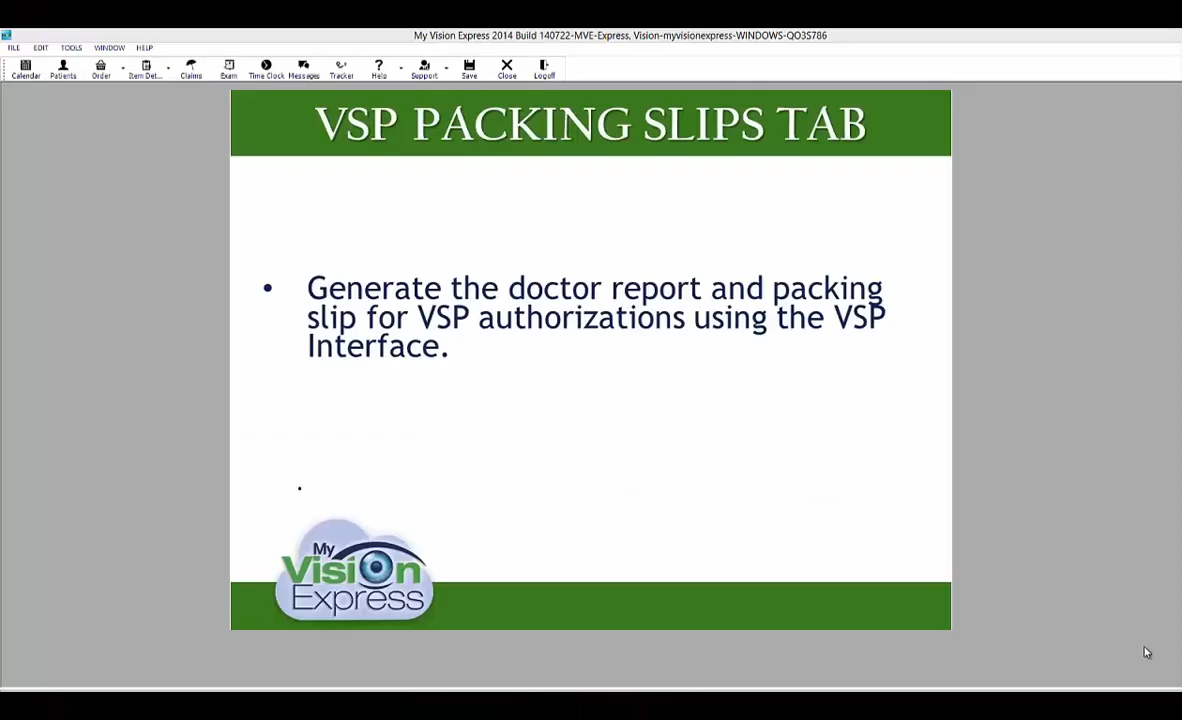 My Vision Express 2014 Build 140722-MVE-Express, Vision-myvisionexpress-WINDOWS-QO3S786
FILE EDIT TOOLS WINDOW HELP
Calendar Patients Order Item Det... Claims Exam Time Clock Messages Tracker Help Support Save Close Logoff
VSP PACKING SLIPS TAB
• Generate the doctor report and packing
slip for VSP authorizations using the VSP
Interface.
.
My
Vision
Express